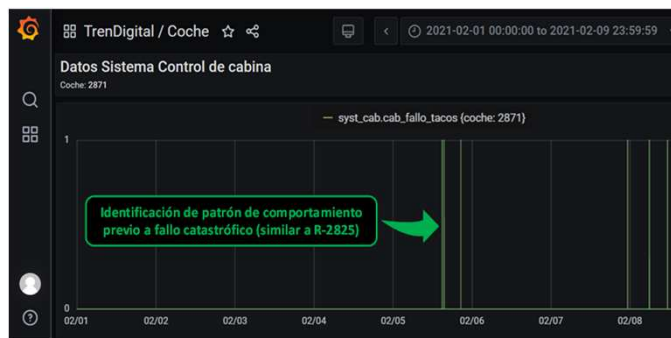 TrenDigital / Coche
2021-02-01 00:00:00 to 2021-02-09 23:59:59
Datos Sistema Control de cabina
Coche: 2871
syst_cab.cab_fallo_tacos {coche: 2871}
1
Identificación de patrón de comportamiento
previo a fallo catastrófico (similar a R-2825)
0
02/01 02/02 02/03 02/04 02/05 02/06 02/07 02/08